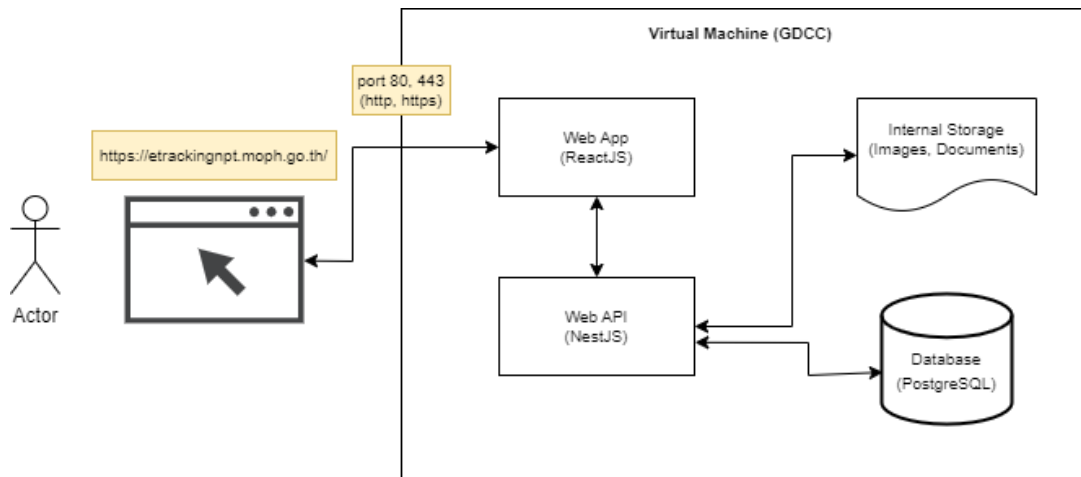 Virtual Machine (GDCC)
port 80, 443
(http, https)
https://etrackingnpt.moph.go.th/
Actor
Web App
(ReactJS)
Internal Storage
(Images, Documents)
Web API
(NestJS)
Database
(PostgreSQL)